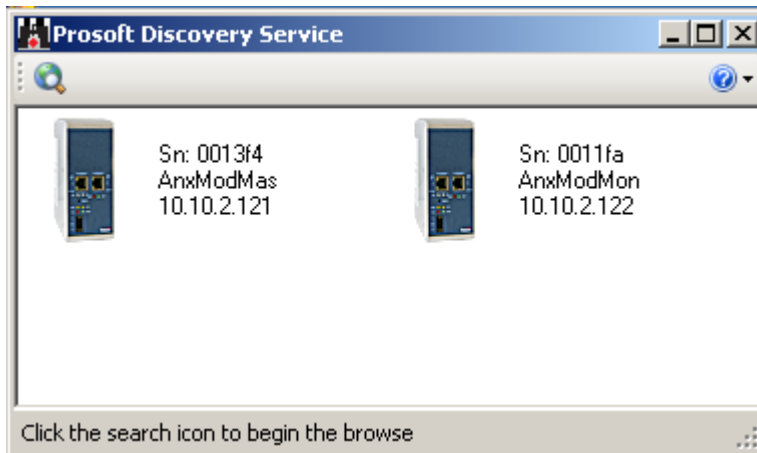 Prosoft Discovery Service
Sn: 0013f4
AnxModMas
10.10.2.121
Sn: 0011fa
AnxModMon
10.10.2.122
Click the search icon to begin the browse